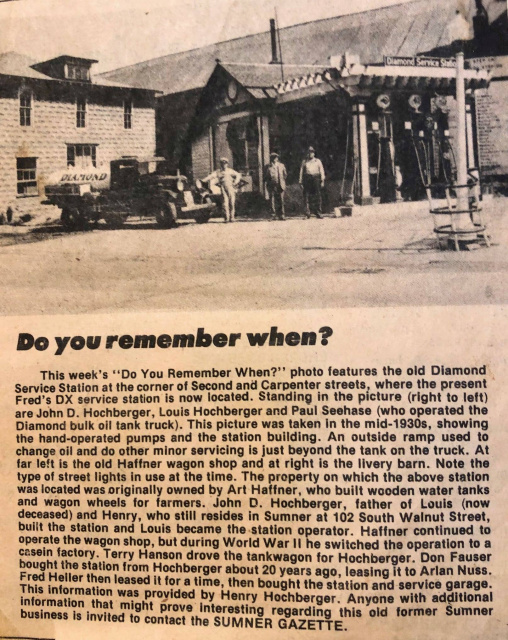 Diamond Service Station
DIAMOND
Do you remember when?
This week's "Do You Remember When?" photo features the old Diamond
Service Station at the corner of Second and Carpenter streets, where the present
Fred's DX service station is now located. Standing in the picture (right to left)
are John D. Hochberger, Louis Hochberger and Paul Seehase (who operated the
Diamond bulk oil tank truck). This picture was taken in the mid-1930s, showing
the hand-operated pumps and the station building. An outside ramp used to
change oil and do other minor servicing is just beyond the tank on the truck. At
far left is the old Haffner wagon shop and at right is the livery barn. Note the
type of street lights in use at the time. The property on which the above station
was located was originally owned by Art Haffner, who built wooden water tanks
and wagon wheels for farmers. John D. Hochberger, father of Louis (now
deceased) and Henry, who still resides in Sumner at 102 South Walnut Street,
built the station and Louis became the station operator. Haffner continued to
operate the wagon shop, but during World War II he switched the operation to a
casein factory. Terry Hanson drove the tankwagon for Hochberger. Don Fauser
bought the station from Hochberger about 20 years ago, leasing it to Arlan Nuss.
Fred Heller then leased it for a time, then bought the station and service garage.
This information was provided by Henry Hochberger. Anyone with additional
information that might prove interesting regarding this old former Sumner
business is invited to contact the SUMNER GAZETTE.